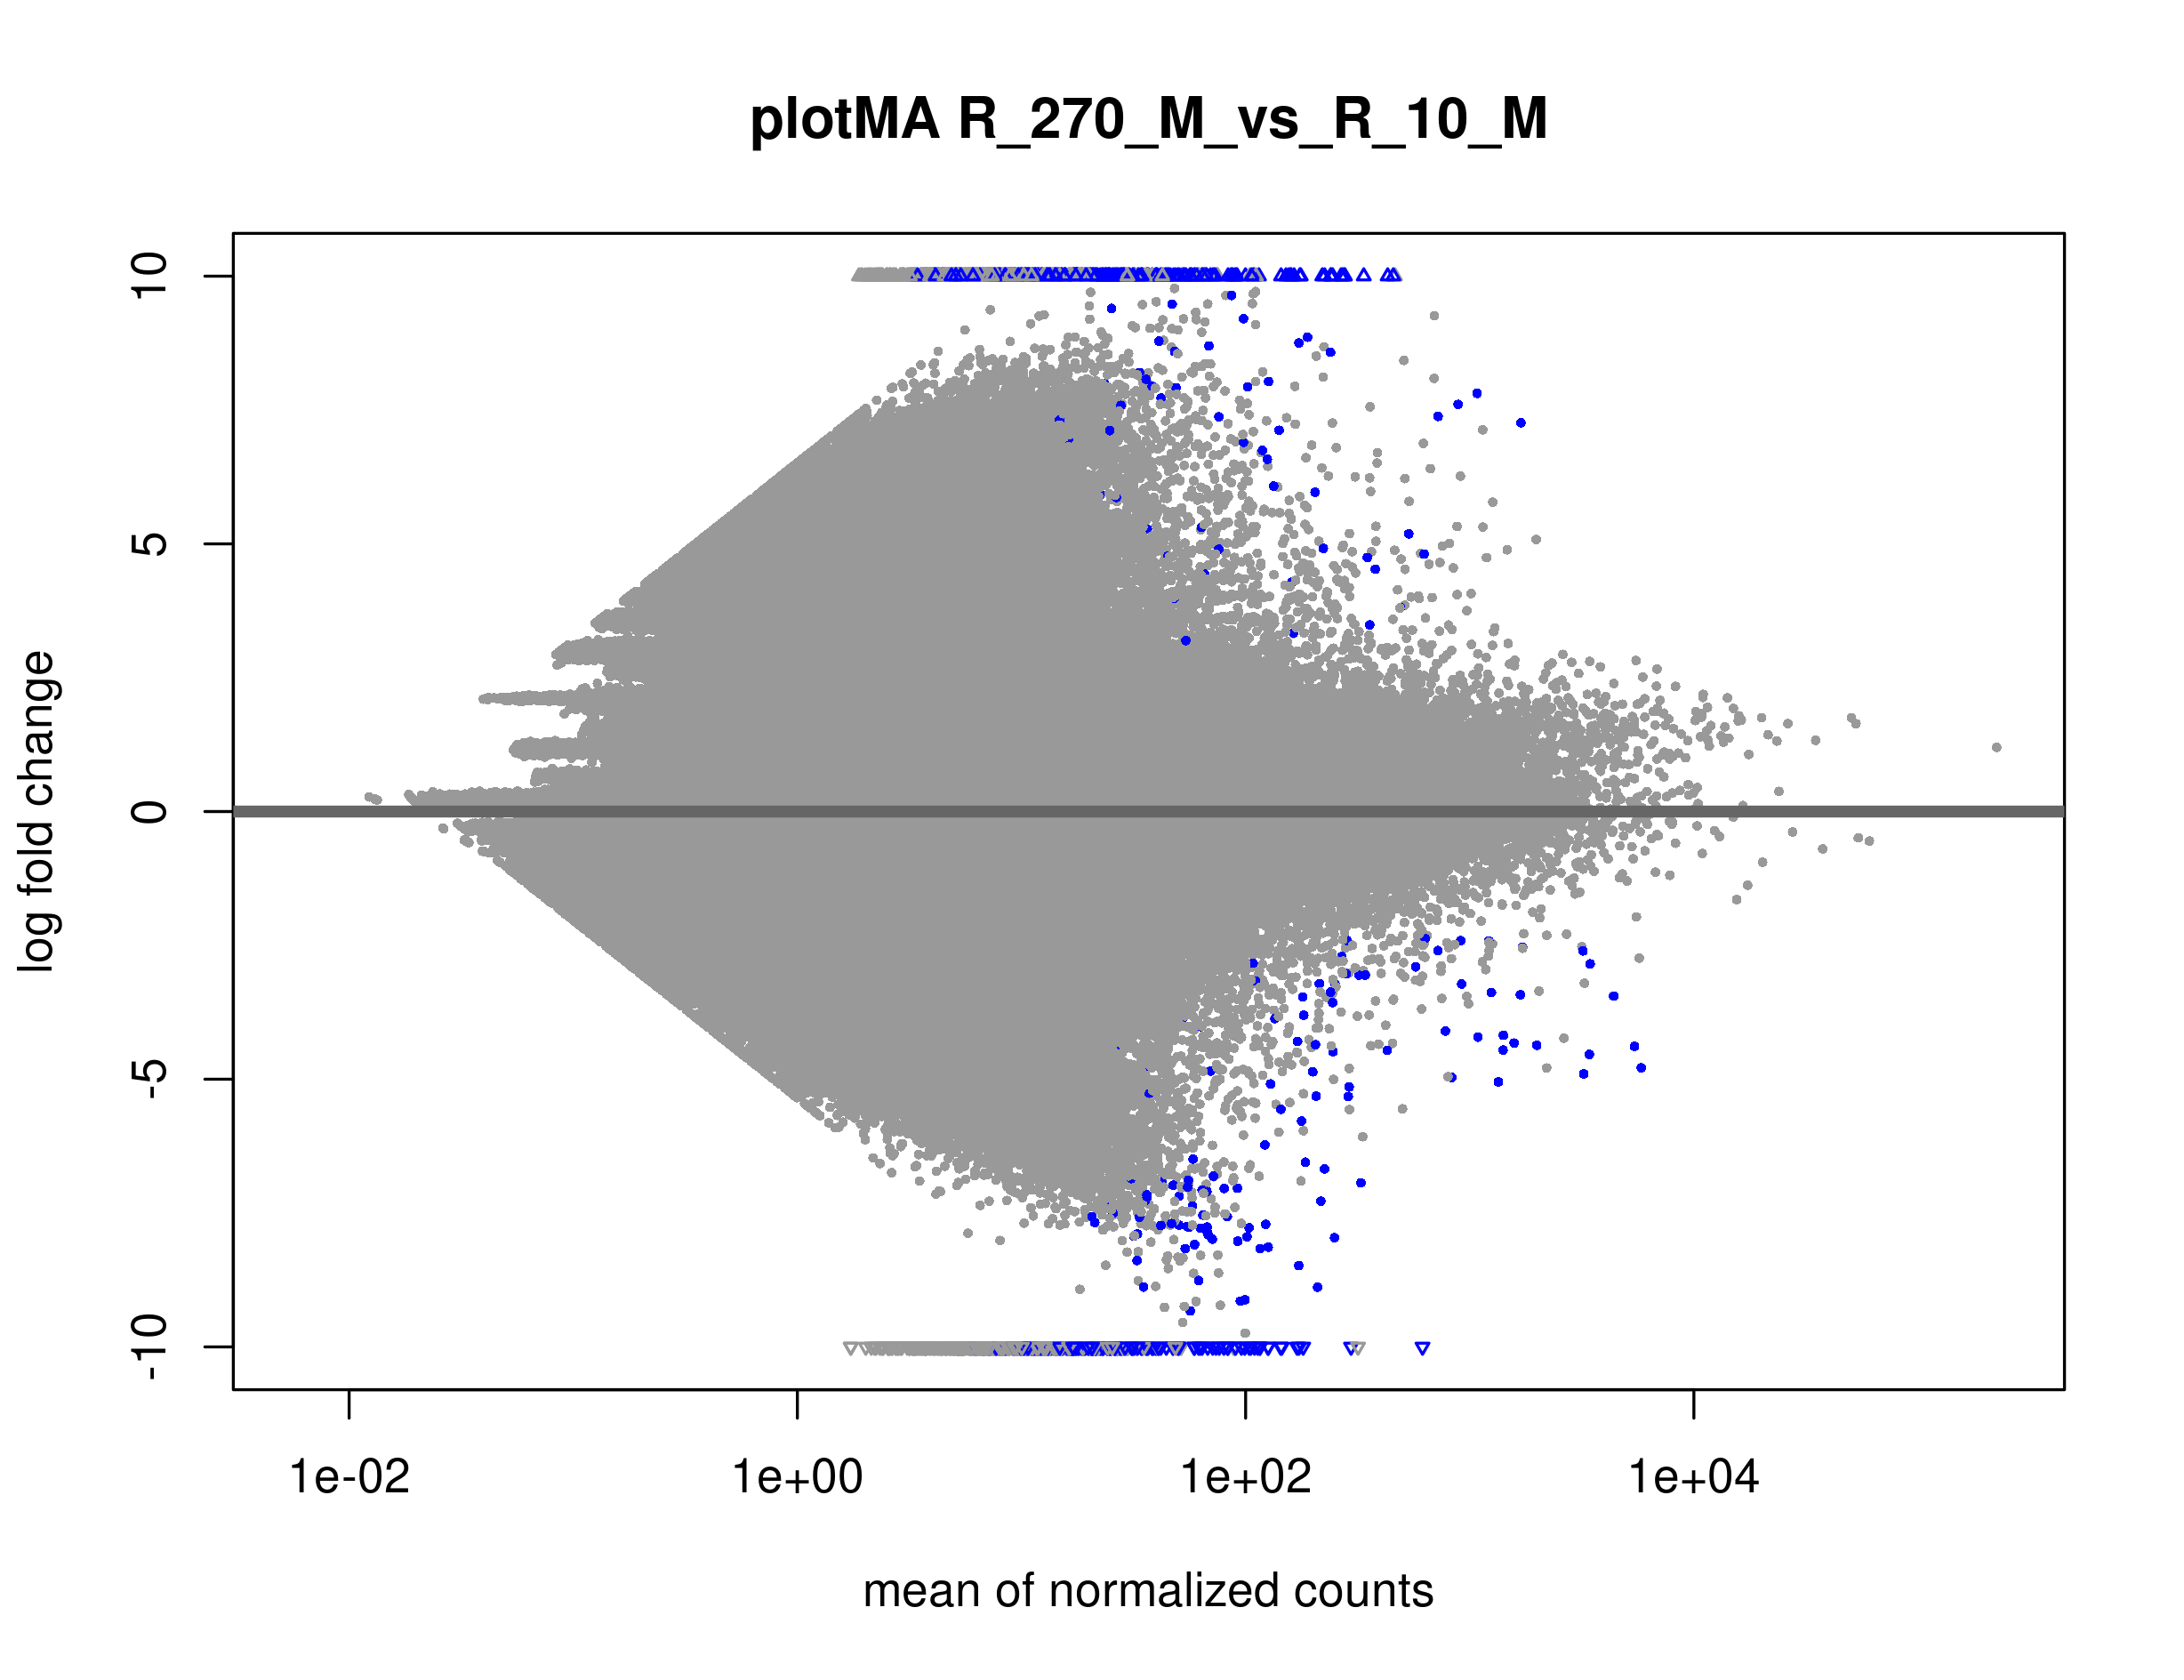 plotMA R_270_M_vs_R_10_M
log fold change
10
5
0
-5
-10
1e-02
1e+00
1e+02
1e+04
mean of normalized counts